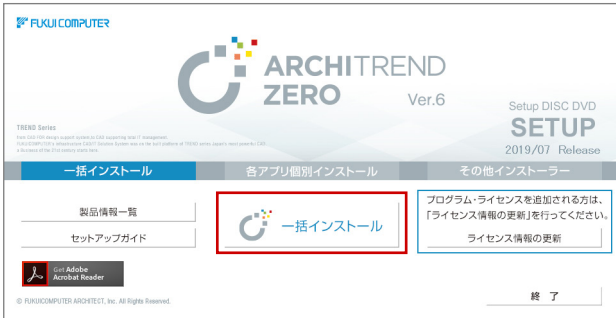 FUKUI COMPUTER
ARCHITREND
ZERO Ver.6
Setup DISC DVD
SETUP
2019/07 Release
TREND Series
一括インストール 各アプリ個別インストール その他インストーラー
製品情報一覧
セットアップガイド
一括インストール
プログラム・ライセンスを追加される方は、
「ライセンス情報の更新」を行ってください。
ライセンス情報の更新
Get Adobe
Acrobat Reader
© FUKUICOMPUTER ARCHITECT, Inc. All Rights Reserved.
終 了